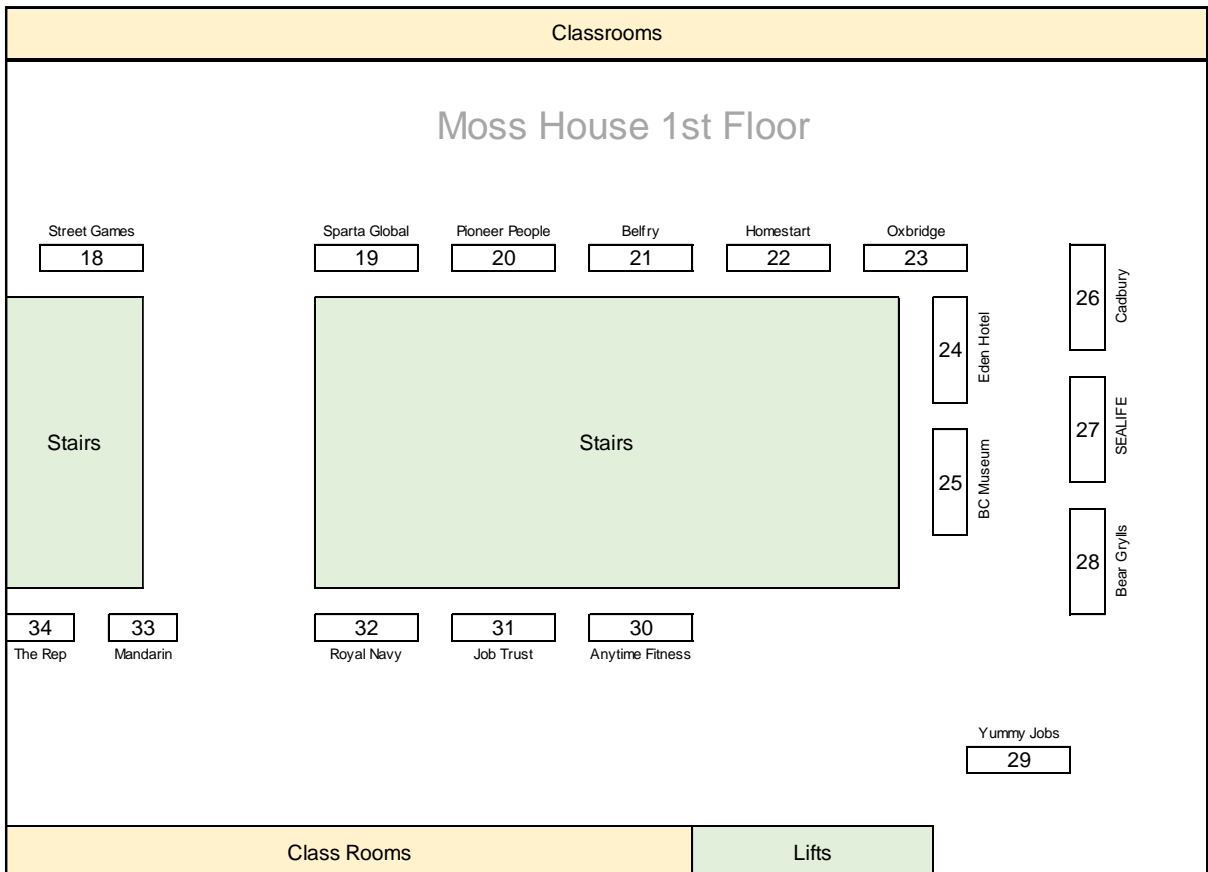 Classrooms
Moss House 1st Floor
Street Games
Sparta Global
Pioneer People
Belfry
Homestart
Oxbridge
18
19
20
21
22
23
26
Cadbury
24
Eden Hotel
27
SEALIFE
Stairs
Stairs
25
BC Museum
28
Bear Grylls
34
33
32
31
30
The Rep
Mandarin
Royal Navy
Job Trust
Anytime Fitness
Yummy Jobs
29
Class Rooms
Lifts